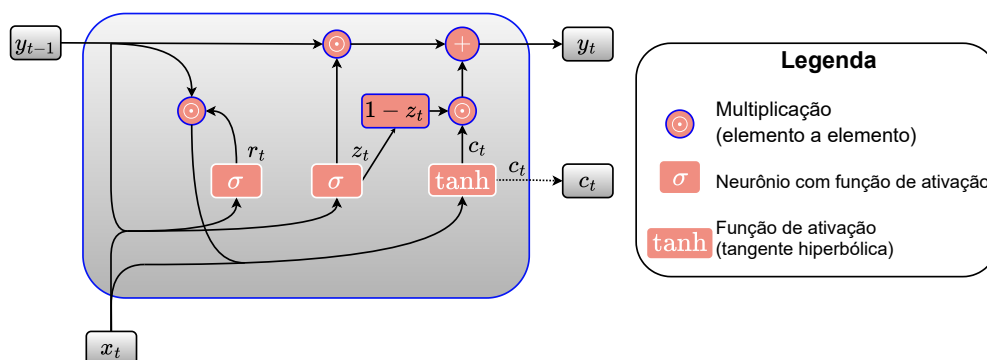 y_{t-1}
⊙
+
y_t
⊙
1 − z_t
⊙
r_t
z_t
c_t
σ
σ
tanh
c_t
c_t
x_t
Legenda
⊙
Multiplicação
(elemento a elemento)
σ
Neurônio com função de ativação
tanh
Função de ativação
(tangente hiperbólica)